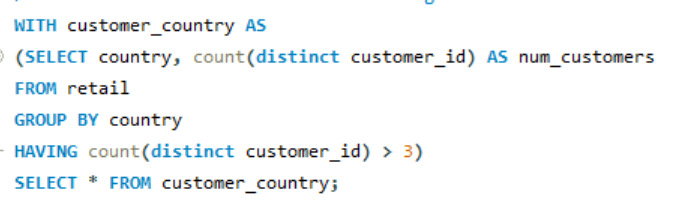 WITH customer_country AS
(SELECT country, count(distinct customer_id) AS num_customers
FROM retail
GROUP BY country
HAVING count(distinct customer_id) > 3)
SELECT * FROM customer_country;